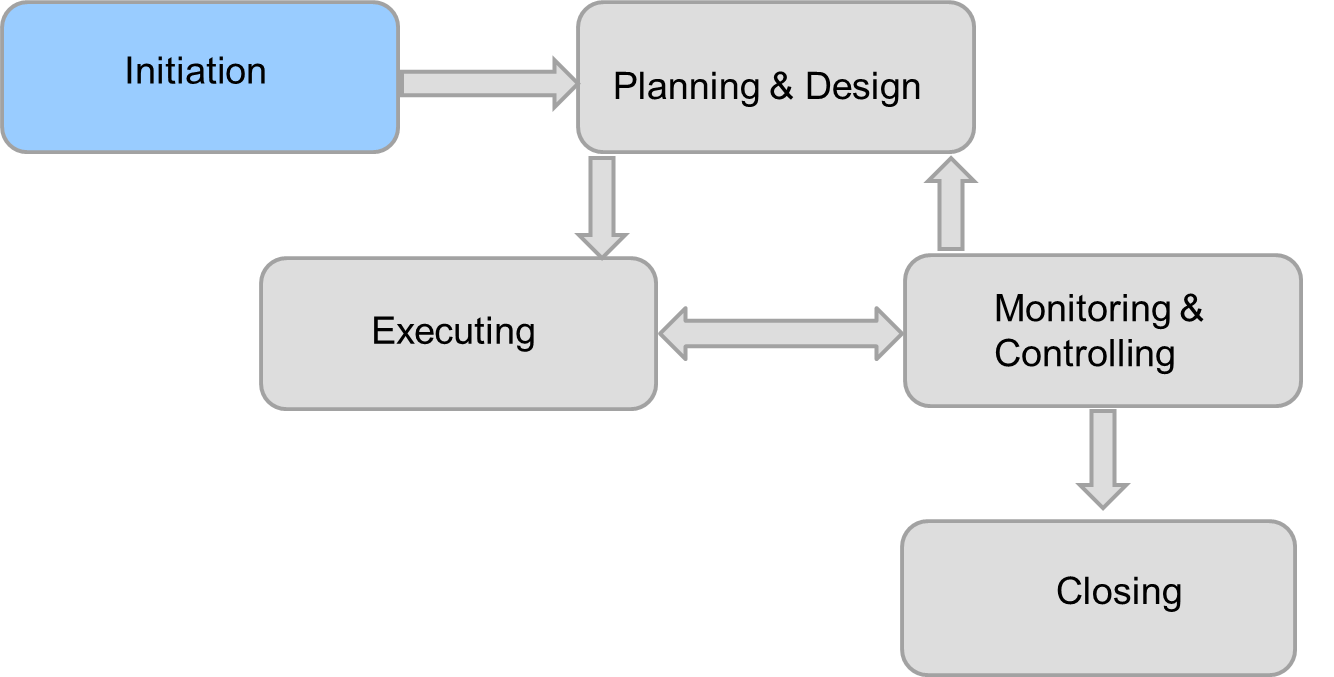 Initiation
Planning & Design
Executing
Monitoring &
Controlling
Closing